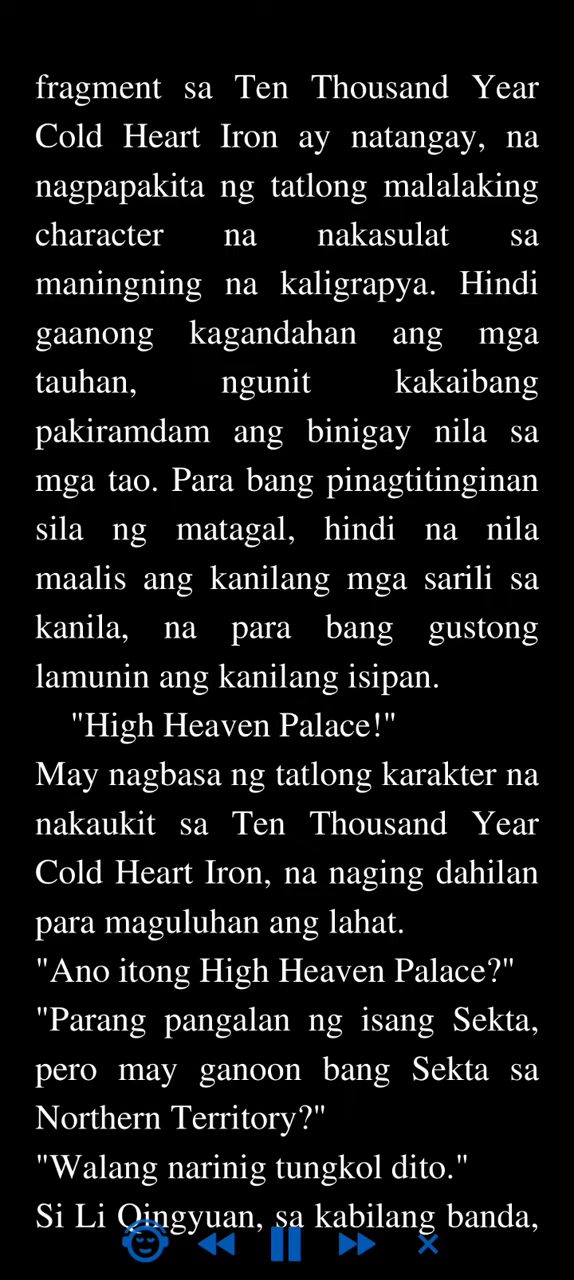 fragment sa Ten Thousand Year
Cold Heart Iron ay natangay, na
nagpapakita ng tatlong malalaking
character na nakasulat sa
maningning na kaligrapya. Hindi
gaanong kagandahan ang mga
tauhan, ngunit kakaibang
pakiramdam ang binigay nila sa
mga tao. Para bang pinagtitinginan
sila ng matagal, hindi na nila
maalis ang kanilang mga sarili sa
kanila, na para bang gustong
lamunin ang kanilang isipan.
"High Heaven Palace!"
May nagbasa ng tatlong karakter na
nakaukit sa Ten Thousand Year
Cold Heart Iron, na naging dahilan
para maguluhan ang lahat.
"Ano itong High Heaven Palace?"
"Parang pangalan ng isang Sekta,
pero may ganoon bang Sekta sa
Northern Territory?"
"Walang narinig tungkol dito."
Si Li Qingyuan, sa kabilang banda,